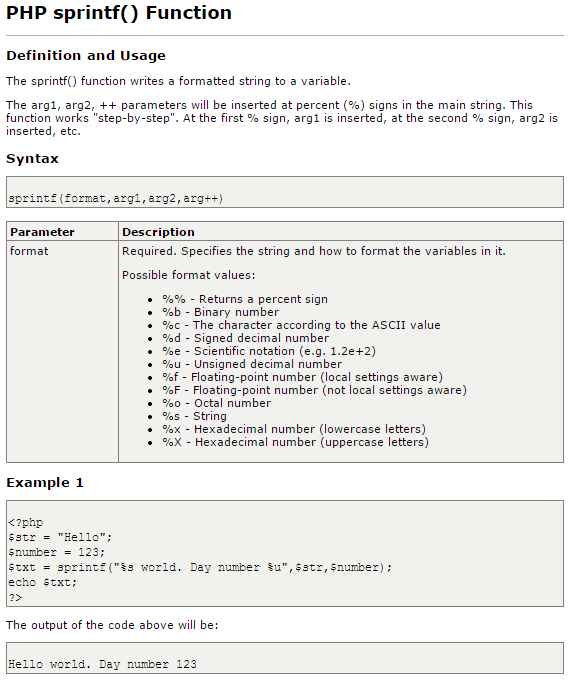 PHP sprintf() Function
Definition and Usage
The sprintf() function writes a formatted string to a variable.
The arg1, arg2, ++ parameters will be inserted at percent (%) signs in the main string. This
function works "step-by-step". At the first % sign, arg1 is inserted, at the second % sign, arg2 is
inserted, etc.
Syntax
sprintf(format,arg1,arg2,arg++)
Parameter Description
format Required. Specifies the string and how to format the variables in it.
Possible format values:
• %% - Returns a percent sign
• %b - Binary number
• %c - The character according to the ASCII value
• %d - Signed decimal number
• %e - Scientific notation (e.g. 1.2e+2)
• %u - Unsigned decimal number
• %f - Floating-point number (local settings aware)
• %F - Floating-point number (not local settings aware)
• %o - Octal number
• %s - String
• %x - Hexadecimal number (lowercase letters)
• %X - Hexadecimal number (uppercase letters)
Example 1
<?php
$str = "Hello";
$number = 123;
$txt = sprintf("%s world. Day number %u",$str,$number);
echo $txt;
?>
The output of the code above will be:
Hello world. Day number 123